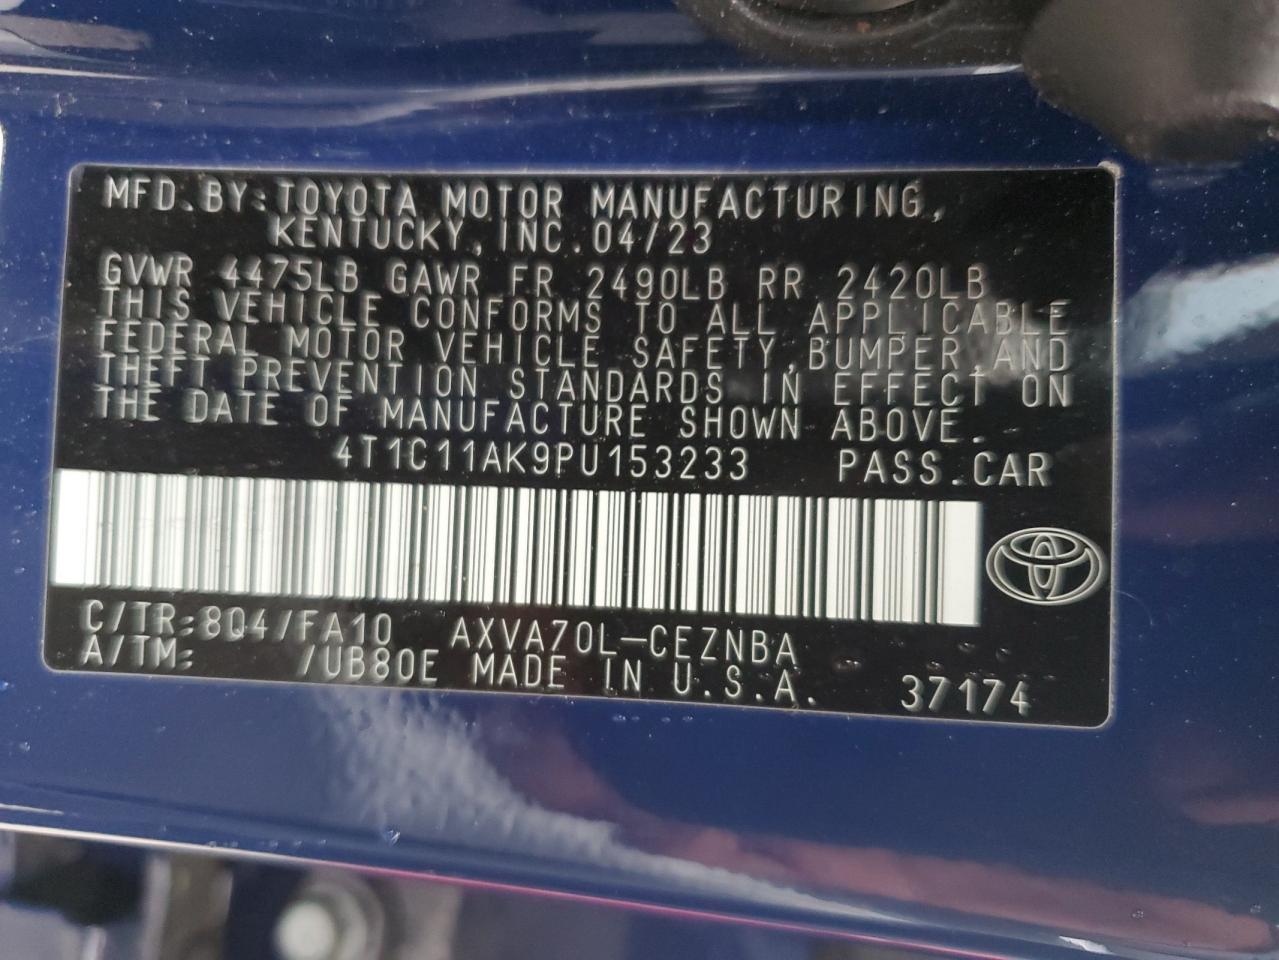 MFD.BY:TOYOTA MOTOR MANUFACTURING,
KENTUCKY,INC.04/23
GVWR 4475LB GAWR FR 2490LB RR 2420LB
THIS VEHICLE CONFORMS TO ALL APPLICABLE
FEDERAL MOTOR VEHICLE SAFETY,BUMPER,AND
THEFT PREVENTION STANDARDS IN EFFECT ON
THE DATE OF MANUFACTURE SHOWN ABOVE.
4T1C11AK9PU153233 PASS.CAR
C/TR:8Q4/FA10 AXVA70L-CEZNBA
A/TM: /UB80E MADE IN U.S.A. 37174